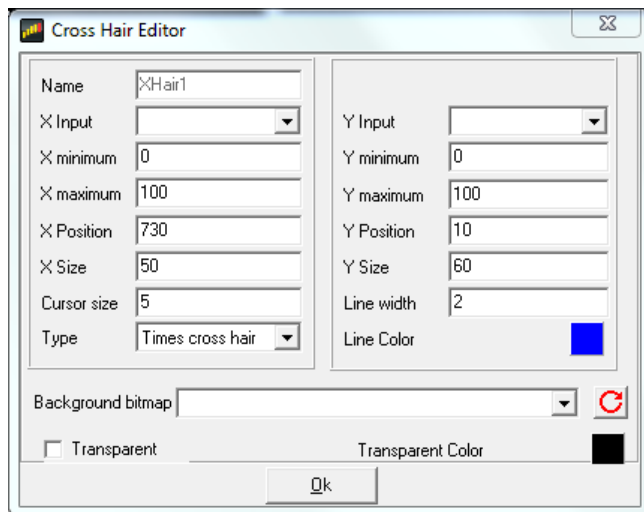 Cross Hair Editor
Name XHair1
X Input Y Input
X minimum 0 Y minimum 0
X maximum 100 Y maximum 100
X Position 730 Y Position 10
X Size 50 Y Size 60
Cursor size 5 Line width 2
Type Times cross hair Line Color
Background bitmap
Transparent Transparent Color
Ok